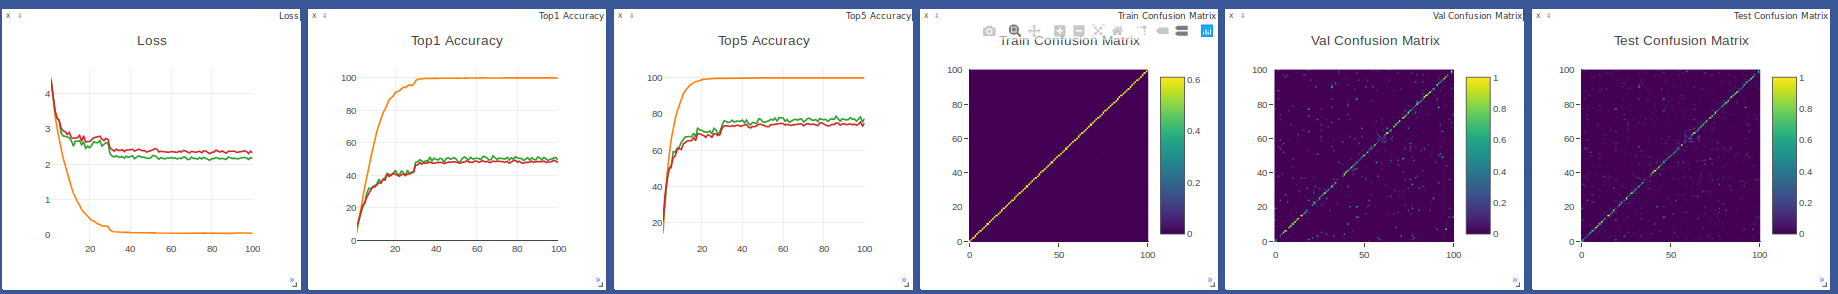 x ⇩ Loss
Loss
4
3
2
1
0
20 40 60 80 100
x ⇩ Top1 Accuracy
Top1 Accuracy
100
80
60
40
20
0
20 40 60 80 100
x ⇩ Top5 Accuracy
Top5 Accuracy
100
80
60
40
20
20 40 60 80 100
x ⇩ Train Confusion Matrix
Train Confusion Matrix
100
80
60
40
20
0
0 50 100
0.6
0.4
0.2
0
x ⇩ Val Confusion Matrix
Val Confusion Matrix
100
80
60
40
20
0
0 50 100
1
0.8
0.6
0.4
0.2
0
x ⇩ Test Confusion Matrix
Test Confusion Matrix
100
80
60
40
20
0
0 50 100
1
0.8
0.6
0.4
0.2
0